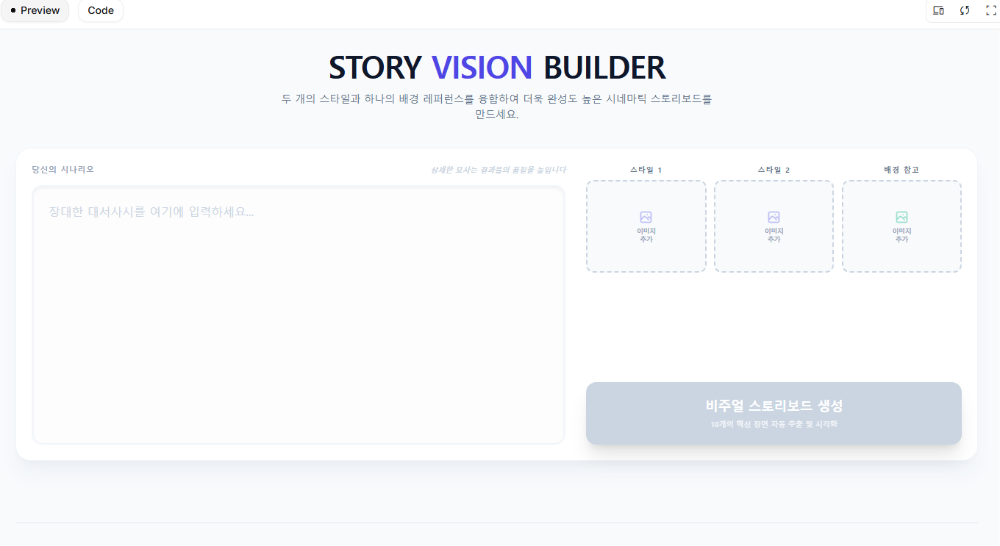 Preview
Code
STORY VISION BUILDER
두 개의 스타일과 하나의 배경 레퍼런스를 융합하여 더욱 완성도 높은 시네마틱 스토리보드를
만드세요.
당신의 시나리오
상세한 묘사는 결과물의 품질을 높입니다
장대한 대서사시를 여기에 입력하세요...
스타일 1
스타일 2
배경 참고
이미지
추가
이미지
추가
이미지
추가
비주얼 스토리보드 생성
10개의 핵심 장면 자동 추출 및 시각화